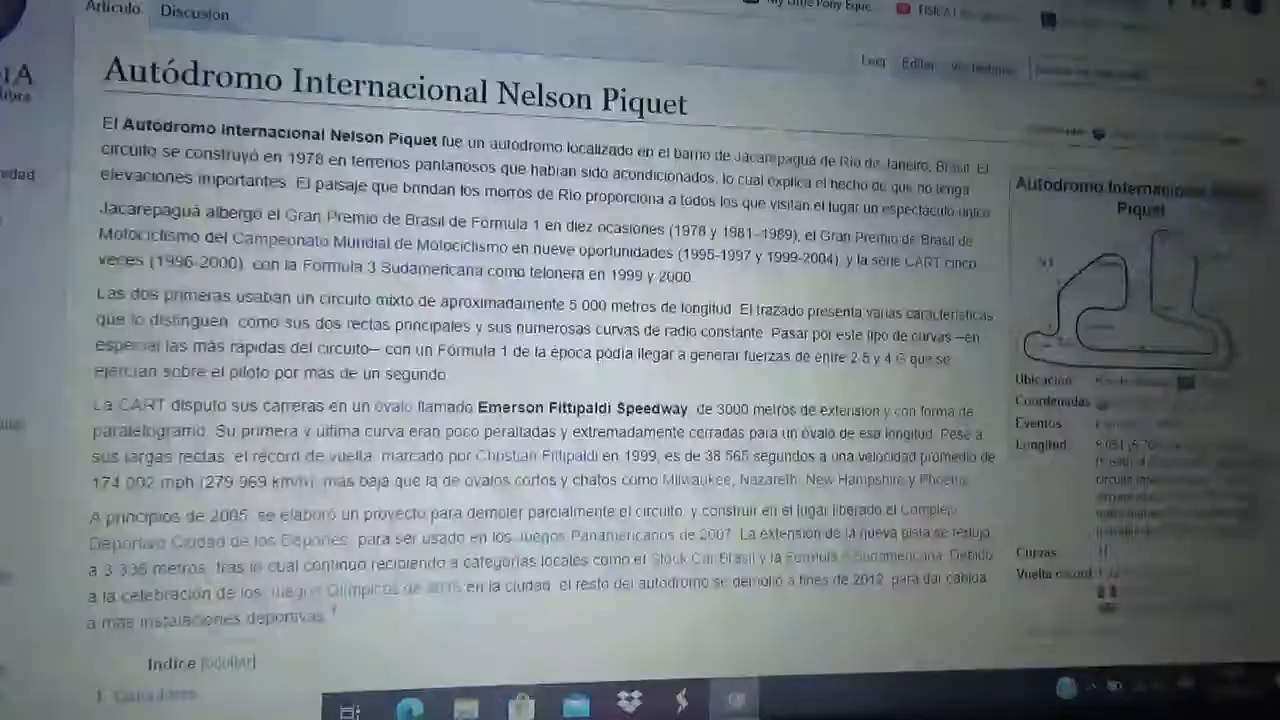 Artículo Discusión
My Little Pony Eque...
FISICA I
Leer Editar
Autódromo Internacional Nelson Piquet
El Autódromo Internacional Nelson Piquet fue un autódromo localizado en el barrio de Jacarepaguá de Río de Janeiro, Brasil. El
circuito se construyó en 1978 en terrenos pantanosos que habían sido acondicionados, lo cual explica el hecho de que no tenga
elevaciones importantes. El paisaje que brindan los morros de Río proporciona a todos los que visitan el lugar un espectáculo único.
Jacarepaguá albergó el Gran Premio de Brasil de Fórmula 1 en diez ocasiones (1978 y 1981-1989), el Gran Premio de Brasil de
Motociclismo del Campeonato Mundial de Motociclismo en nueve oportunidades (1995-1997 y 1999-2004), y la serie CART cinco
veces (1996-2000), con la Fórmula 3 Sudamericana como telonera en 1999 y 2000.
Las dos primeras usaban un circuito mixto de aproximadamente 5 000 metros de longitud. El trazado presenta varias características
que lo distinguen, como sus dos rectas principales y sus numerosas curvas de radio constante. Pasar por este tipo de curvas —en
especial las más rápidas del circuito— con un Fórmula 1 de la época podía llegar a generar fuerzas de entre 2.5 y 4 G que se
ejercían sobre el piloto por más de un segundo.
La CART disputó sus carreras en un óvalo llamado Emerson Fittipaldi Speedway, de 3000 metros de extensión y con forma de
paralelogramo. Su primera y última curva eran poco peraltadas y extremadamente cerradas para un óvalo de esa longitud. Pese a
sus largas rectas, el récord de vuelta, marcado por Christian Fittipaldi en 1999, es de 38.565 segundos a una velocidad promedio de
174.002 mph (279.969 km/h), más baja que la de óvalos cortos y chatos como Milwaukee, Nazareth, New Hampshire y Phoenix.
A principios de 2005, se elaboró un proyecto para demoler parcialmente el circuito, y construir en el lugar liberado el Complejo
Deportivo Ciudad de los Deportes, para ser usado en los Juegos Panamericanos de 2007. La extensión de la nueva pista se redujo
a 3 336 metros, tras lo cual continuó recibiendo a categorías locales como el Stock Car Brasil y la Fórmula 3 Sudamericana. Debido
a la celebración de los Juegos Olímpicos de 2016 en la ciudad, el resto del autódromo se demolió a fines de 2012, para dar cabida
a más instalaciones deportivas.
Índice [ocultar]
1 Ganadores
Autódromo Internacional
Piquet
Ubicación
Coordenadas
Eventos
Longitud
Curvas 11
Vuelta récord